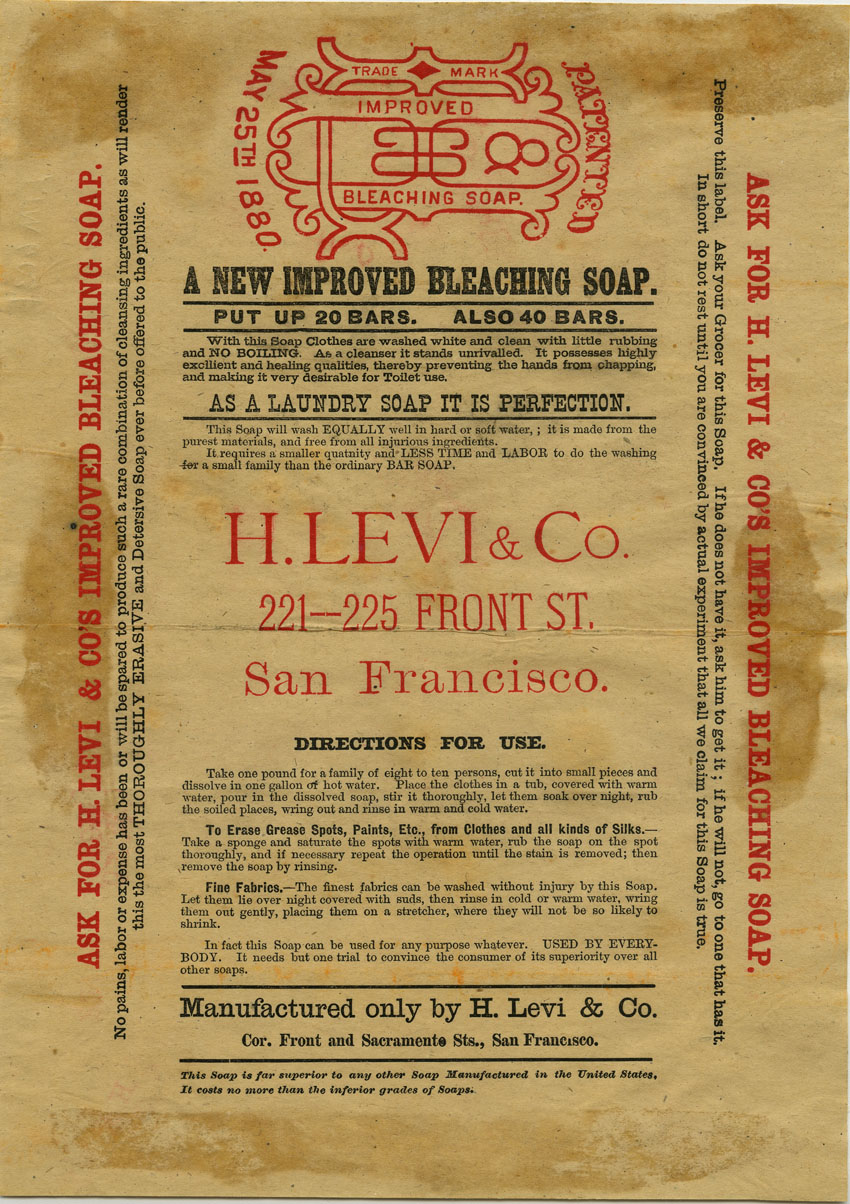 TRADE MARK
IMPROVED
BLEACHING SOAP.
MAY 25TH 1880.
PATENTED
A NEW IMPROVED BLEACHING SOAP.
PUT UP 20 BARS. ALSO 40 BARS.
With this Soap Clothes are washed white and clean with little rubbing
and NO BOILING. As a cleanser it stands unrivalled. It possesses highly
excilient and healing qualities, thereby preventing the hands from chapping,
and making it very desirable for Toilet use.
AS A LAUNDRY SOAP IT IS PERFECTION.
This Soap will wash EQUALLY well in hard or soft water, ; it is made from the
purest materials, and free from all injurious ingredients.
It requires a smaller quatnity and LESS TIME and LABOR to do the washing
for a small family than the ordinary BAR SOAP.
H. LEVI & Co.
221—225 FRONT ST.
San Francisco.
DIRECTIONS FOR USE.
Take one pound for a family of eight to ten persons, cut it into small pieces and
dissolve in one gallon of hot water. Place the clothes in a tub, covered with warm
water, pour in the dissolved soap, stir it thoroughly, let them soak over night, rub
the soiled places, wring out and rinse in warm and cold water.
To Erase Grease Spots, Paints, Etc., from Clothes and all kinds of Silks.—
Take a sponge and saturate the spots with warm water, rub the soap on the spot
thoroughly, and if necessary repeat the operation until the stain is removed; then
remove the soap by rinsing.
Fine Fabrics.—The finest fabrics can be washed without injury by this Soap.
Let them lie over night covered with suds, then rinse in cold or warm water, wring
them out gently, placing them on a stretcher, where they will not be so likely to
shrink.
In fact this Soap can be used for any purpose whatever. USED BY EVERY-
BODY. It needs but one trial to convince the consumer of its superiority over all
other soaps.
Manufactured only by H. Levi & Co.
Cor. Front and Sacramento Sts., San Francisco.
This Soap is far superior to any other Soap Manufactured in the United States,
It costs no more than the inferior grades of Soaps.
ASK FOR H. LEVI & CO'S IMPROVED BLEACHING SOAP.
No pains, labor or expense has been or will be spared to produce such a rare combination of cleansing ingredients as will render
this the most THOROUGHLY ERASIVE and Detersive Soap ever before offered to the public.
ASK FOR H. LEVI & CO'S IMPROVED BLEACHING SOAP.
Preserve this label. Ask your Grocer for this Soap. If he does not have it, ask him to get it ; if he will not, go to one that has it.
In short do not rest until you are convinced by actual experiment that all we claim for this Soap is true.